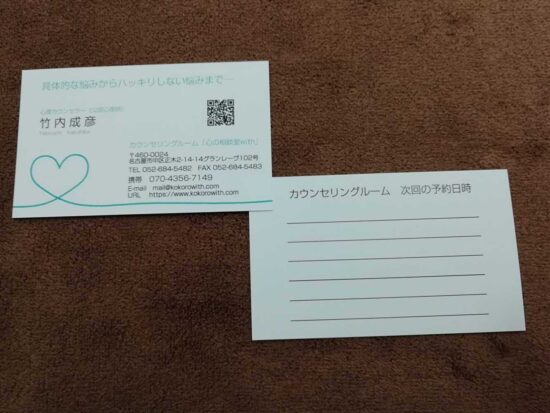 具体的な悩みからハッキリしない悩みまで…
心理カウンセラー(公認心理師)
竹内成彦
Takeuchi Naruhiko
カウンセリングルーム「心の相談室with」
〒460-0024
名古屋市中区正木2-14-14グランレーヴ102号
TEL 052-684-5482 FAX 052-684-5483
携帯 070-4356-7149
E-mail mail@kokorowith.com
URL https://www.kokorowith.com
カウンセリングルーム 次回の予約日時